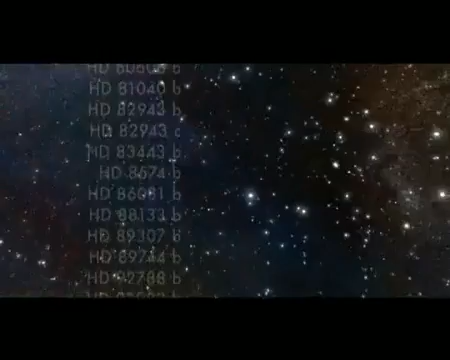 HD 81040 b
HD 82943 b
HD 82943 c
HD 83443 b
HD 8574 b
HD 86081 b
HD 88133 b
HD 89307 b
HD 89744 b
HD 92788 b